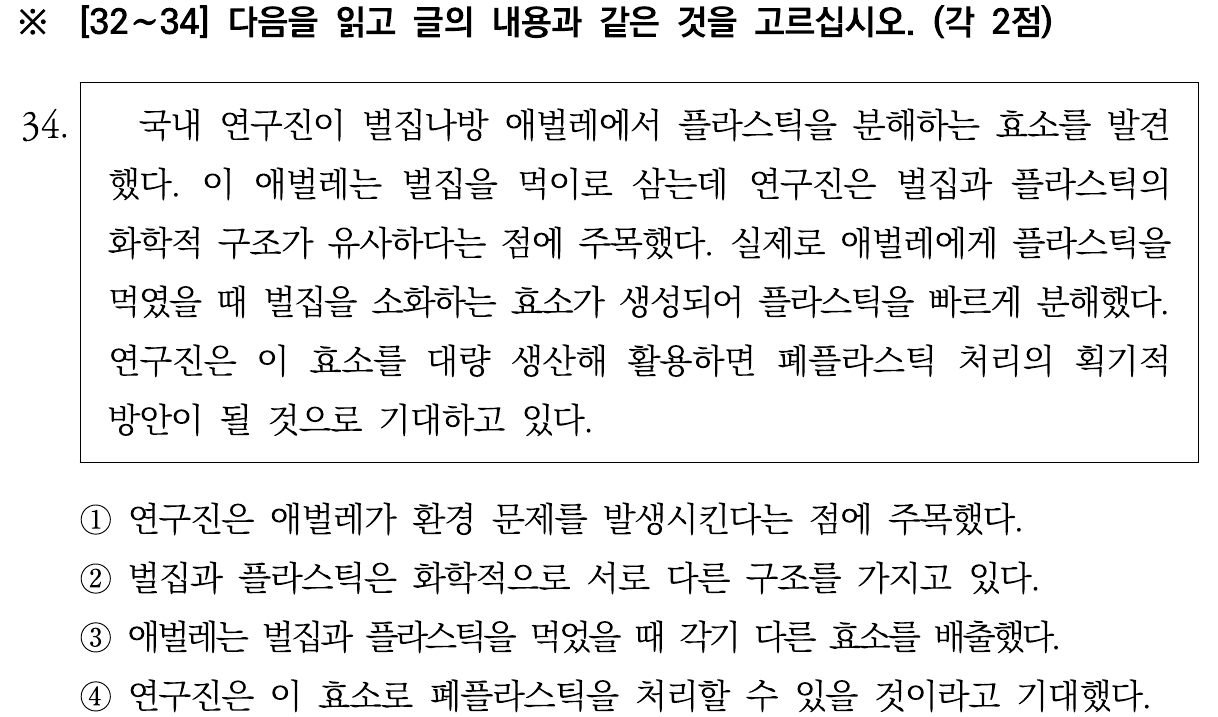 ※ [32~34] 다음을 읽고 글의 내용과 같은 것을 고르십시오. (각 2점)
34. 국내 연구진이 벌집나방 애벌레에서 플라스틱을 분해하는 효소를 발견
했다. 이 애벌레는 벌집을 먹이로 삼는데 연구진은 벌집과 플라스틱의
화학적 구조가 유사하다는 점에 주목했다. 실제로 애벌레에게 플라스틱을
먹였을 때 벌집을 소화하는 효소가 생성되어 플라스틱을 빠르게 분해했다.
연구진은 이 효소를 대량 생산해 활용하면 폐플라스틱 처리의 획기적
방안이 될 것으로 기대하고 있다.
① 연구진은 애벌레가 환경 문제를 발생시킨다는 점에 주목했다.
② 벌집과 플라스틱은 화학적으로 서로 다른 구조를 가지고 있다.
③ 애벌레는 벌집과 플라스틱을 먹었을 때 각기 다른 효소를 배출했다.
④ 연구진은 이 효소로 폐플라스틱을 처리할 수 있을 것이라고 기대했다.